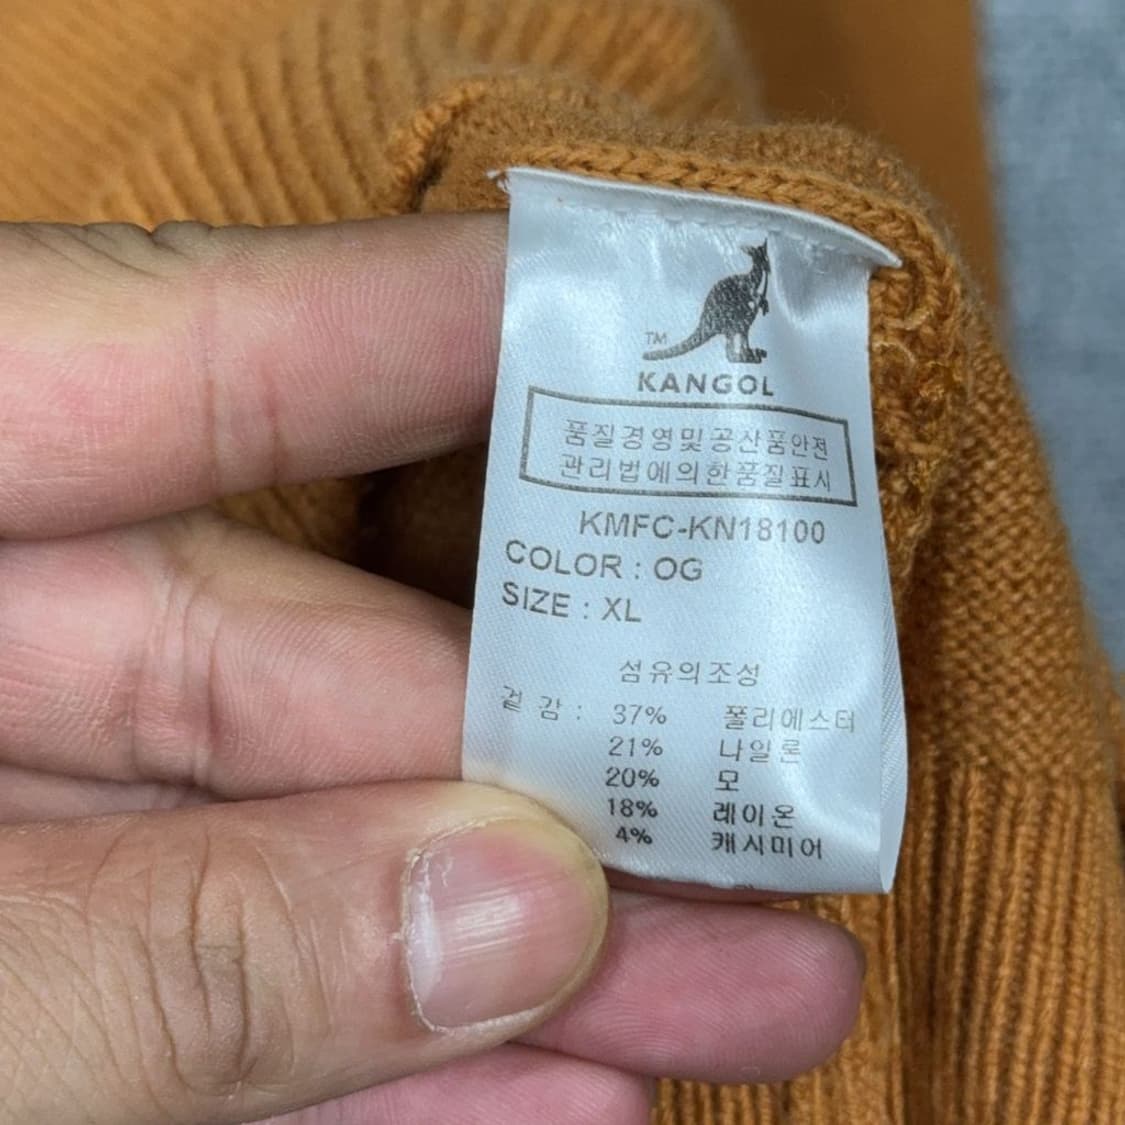 TM
KANGOL
품질경영및공산품안전
관리법에의한품질표시
KMFC-KN18100
COLOR : OG
SIZE : XL
섬유의조성
겉 감 : 37% 폴리에스터
21% 나일론
20% 모
18% 레이온
4% 캐시미어